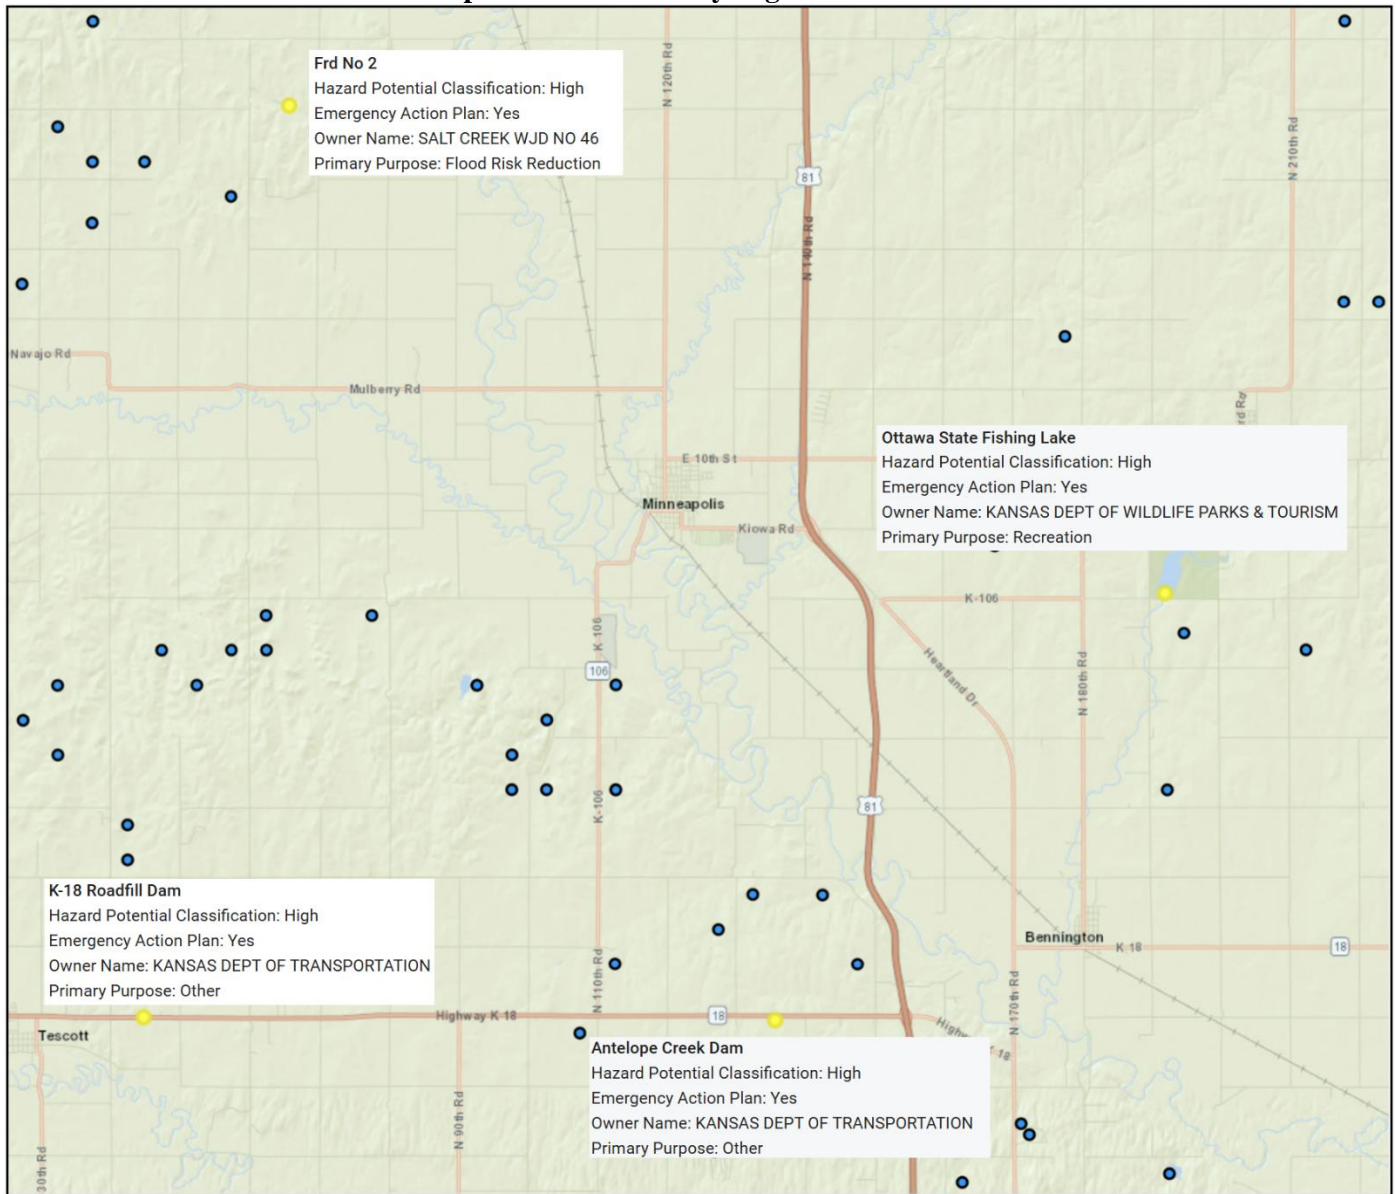 Frd No 2
Hazard Potential Classification: High
Emergency Action Plan: Yes
Owner Name: SALT CREEK WJD NO 46
Primary Purpose: Flood Risk Reduction
N 120th Rd
81
N 140th Rd
N 210th Rd
Navajo Rd
Mulberry Rd
rd Rd
E 10th St
Minneapolis
Kiowa Rd
Ottawa State Fishing Lake
Hazard Potential Classification: High
Emergency Action Plan: Yes
Owner Name: KANSAS DEPT OF WILDLIFE PARKS & TOURISM
Primary Purpose: Recreation
K-106
K 106
106
Heartland Dr
N 180th Rd
K-106
81
K-18 Roadfill Dam
Hazard Potential Classification: High
Emergency Action Plan: Yes
Owner Name: KANSAS DEPT OF TRANSPORTATION
Primary Purpose: Other
Bennington
K 18
18
N 110th Rd
N 170th Rd
Highway K 18
18
Highw
18
Tescott
Antelope Creek Dam
Hazard Potential Classification: High
Emergency Action Plan: Yes
Owner Name: KANSAS DEPT OF TRANSPORTATION
Primary Purpose: Other
N 90th Rd
30th Rd